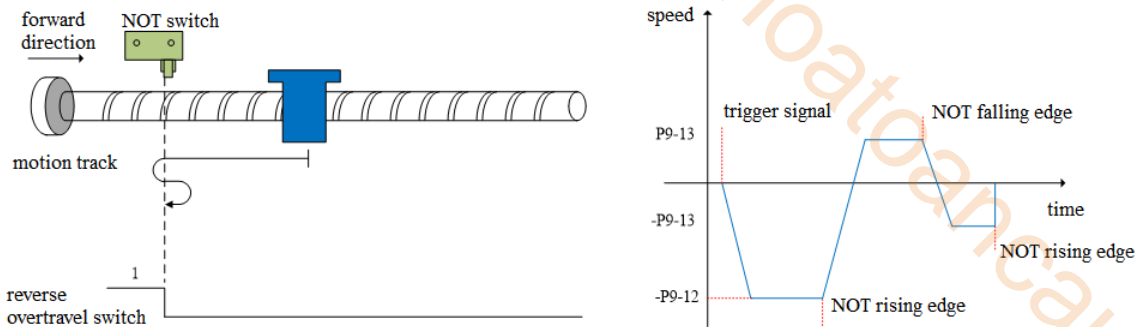 forward
direction
NOT switch
motion track
1
reverse
overtravel switch
speed
trigger signal
NOT falling edge
P9-13
time
-P9-13
NOT rising edge
-P9-12
NOT rising edge